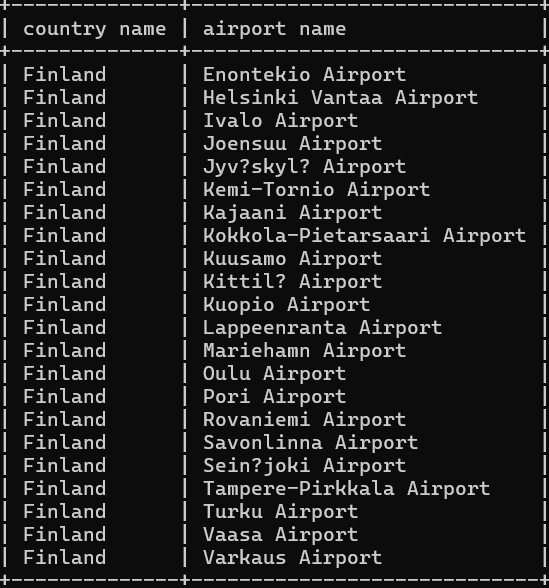 country name | airport name
Finland | Enontekio Airport
Finland | Helsinki Vantaa Airport
Finland | Ivalo Airport
Finland | Joensuu Airport
Finland | Jyv?skyl? Airport
Finland | Kemi-Tornio Airport
Finland | Kajaani Airport
Finland | Kokkola-Pietarsaari Airport
Finland | Kuusamo Airport
Finland | Kittil? Airport
Finland | Kuopio Airport
Finland | Lappeenranta Airport
Finland | Mariehamn Airport
Finland | Oulu Airport
Finland | Pori Airport
Finland | Rovaniemi Airport
Finland | Savonlinna Airport
Finland | Sein?joki Airport
Finland | Tampere-Pirkkala Airport
Finland | Turku Airport
Finland | Vaasa Airport
Finland | Varkaus Airport